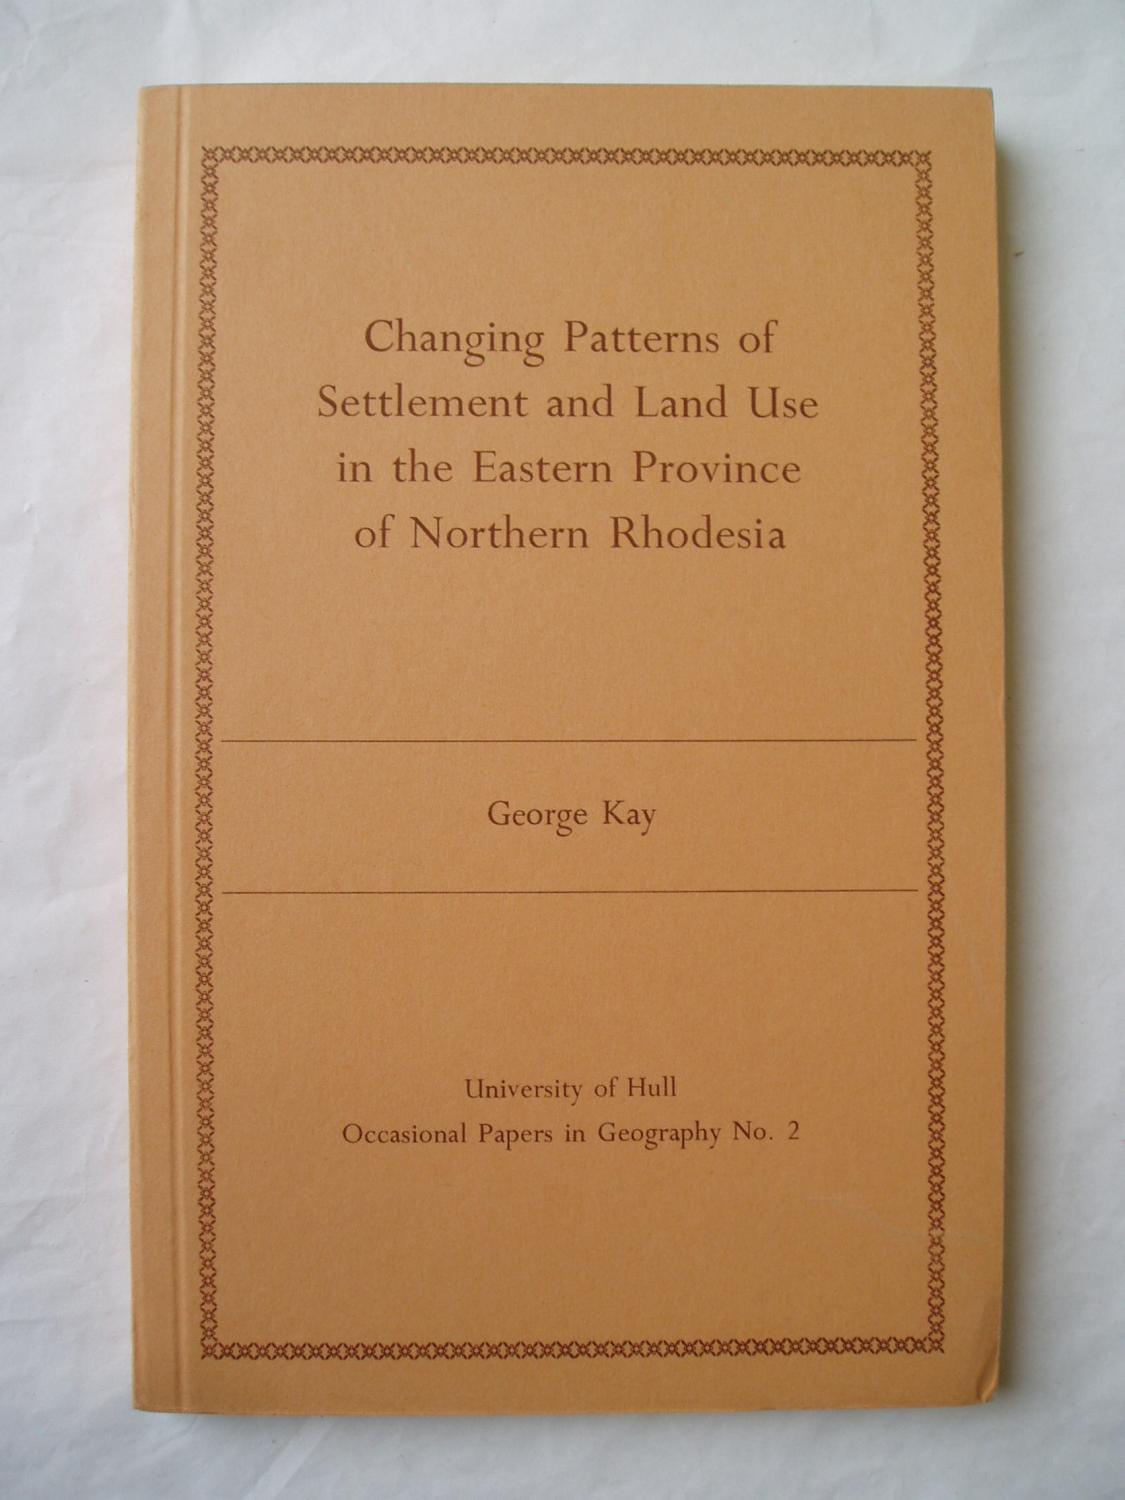 Changing Patterns of
Settlement and Land Use
in the Eastern Province
of Northern Rhodesia
George Kay
University of Hull
Occasional Papers in Geography No. 2